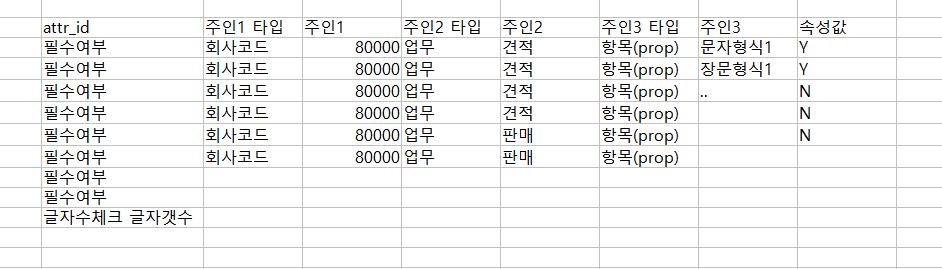 attr_id 주인1 타입 주인1 주인2 타입 주인2 주인3 타입 주인3 속성값
필수여부 회사코드 80000 업무 견적 항목(prop) 문자형식1 Y
필수여부 회사코드 80000 업무 견적 항목(prop) 장문형식1 Y
필수여부 회사코드 80000 업무 견적 항목(prop) .. N
필수여부 회사코드 80000 업무 견적 항목(prop) N
필수여부 회사코드 80000 업무 판매 항목(prop) N
필수여부 회사코드 80000 업무 판매 항목(prop)
필수여부
필수여부
글자수체크 글자갯수